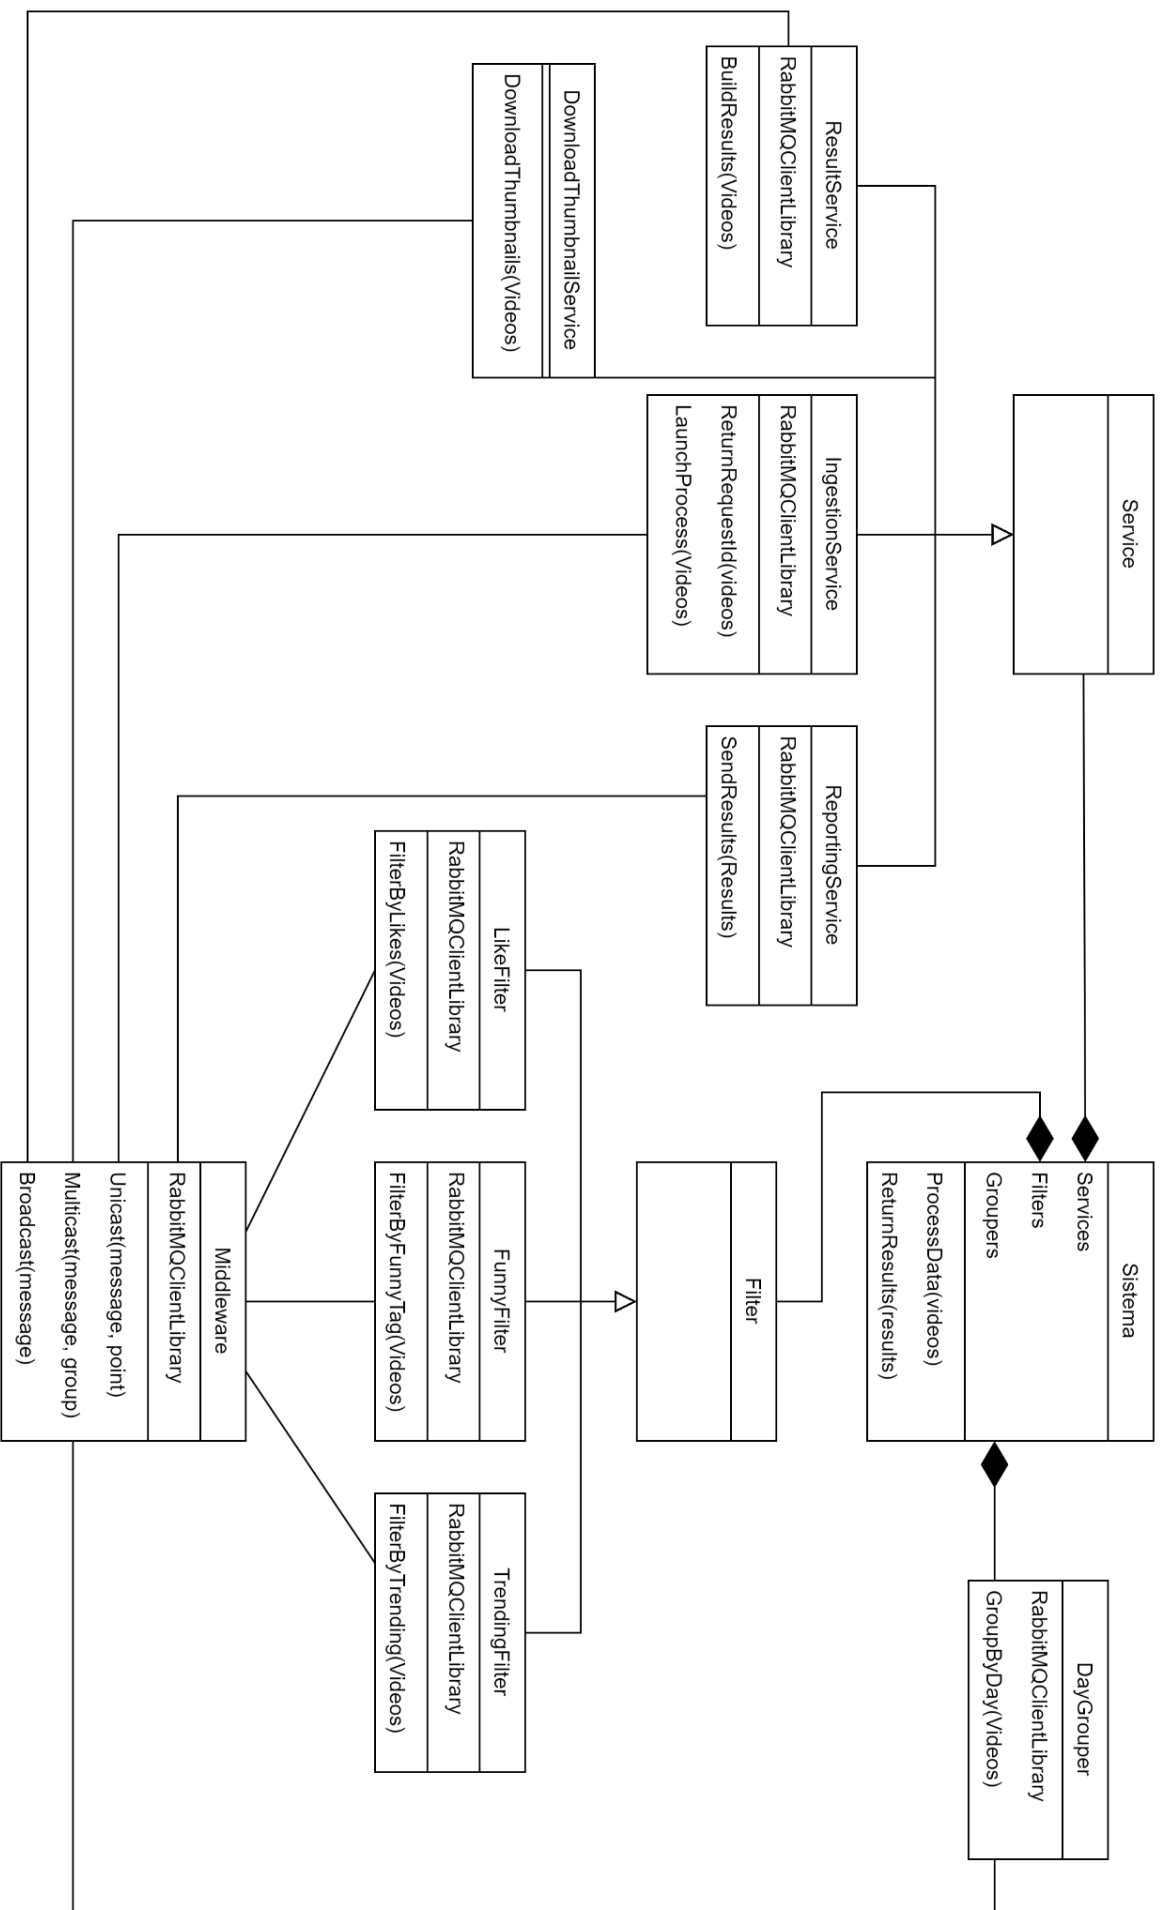 Service
Sistema
Services
Filters
Groupers
ProcessData(videos)
ReturnResults(results)
DayGrouper
RabbitMQClientLibrary
GroupByDay(Videos)
ResultService
RabbitMQClientLibrary
BuildResults(Videos)
IngestionService
RabbitMQClientLibrary
ReturnRequestId(videos)
LaunchProcess(Videos)
ReportingService
RabbitMQClientLibrary
SendResults(Results)
Filter
DownloadThumbnailService
DownloadThumbnails(Videos)
LikeFilter
RabbitMQClientLibrary
FilterByLikes(Videos)
FunnyFilter
RabbitMQClientLibrary
FilterByFunnyTag(Videos)
TrendingFilter
RabbitMQClientLibrary
FilterByTrending(Videos)
Middleware
RabbitMQClientLibrary
Unicast(message, point)
Multicast(message, group)
Broadcast(message)